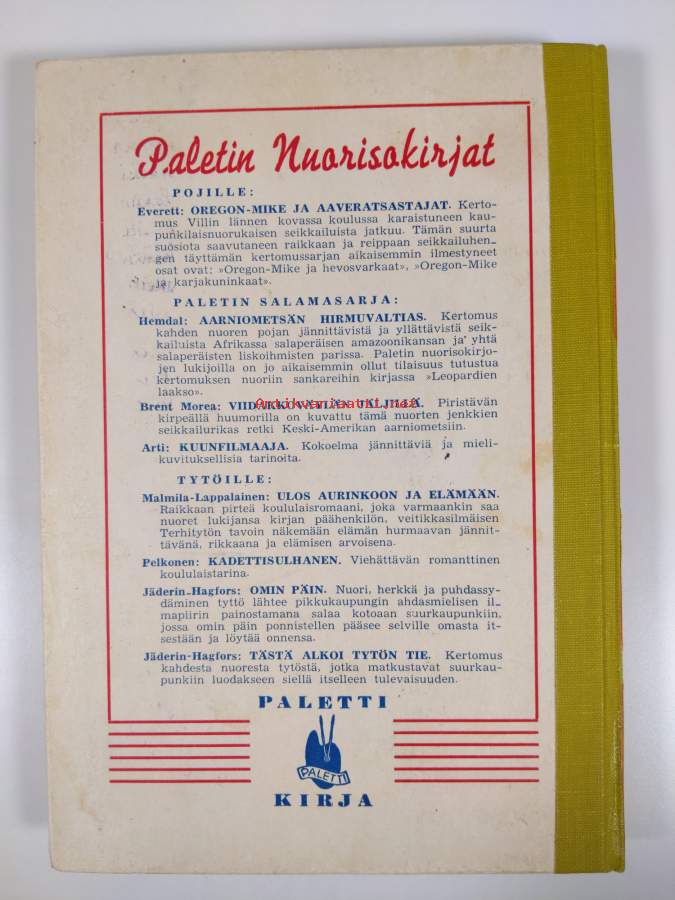 Paletin Nuorisokirjat
POJILLE:
Everett: OREGON-MIKE JA AAVERATSASTAJAT. Kerto-
mus Villin lännen kovassa koulussa karaistuneen kau-
punkilaisnuorukaisen seikkailuista jatkuu. Tämän suurta
suosiota saavutaneen raikkaan ja reippaan seikkailuhen-
gen täyttämän kertomussarjan aikaisemmin ilmestyneet
osat ovat: »Oregon-Mike ja hevosvarkaat», »Oregon-Mike
ja karjakuninkaat».
PALETIN SALAMASARJA:
Hemdal: AARNIOMETSÄN HIRMUVALTIAS. Kertomus
kahden nuoren pojan jännittävistä ja yllättävistä seik-
kailuista Afrikassa salaperäisen amazoonikansan ja yhtä
salaperäisten liskoihmisten parissa. Paletin nuorisokirjo-
jen lukijoilla on jo aikaisemmin ollut tilaisuus tutustua
kertomuksen nuoriin sankareihin kirjassa »Leopardien
laakso».
Brent Morea: Piristävän
kirpeällä huumorilla on kuvattu tämä nuorten jenkkien
seikkailurikas retki Keski-Amerikan aarniometsiin.
Arti: KUUNFILMAAJA. Kokoelma jännittäviä ja mieli-
kuvituksellisia tarinoita.
TYTÖILLE:
Malmila-Lappalainen: ULOS AURINKOON JA ELÄMÄÄN.
Raikkaan pirteä koululaisromaani, joka varmaankin saa
nuoret lukijansa kirjan päähenkilön, veitikkasilmäisen
Terhitytön tavoin näkemään elämän hurmaavan jännit-
tävänä, rikkaana ja elämisen arvoisena.
Pelkonen: KADETTISULHANEN. Viehättävän romanttinen
koululaistarina.
Jäderin-Hagfors: OMIN PÄIN. Nuori, herkkä ja puhdassy-
däminen tyttö lähtee pikkukaupungin ahdasmielisen il-
mapiirin painostamana salaa kotoaan suurkaupunkiin,
jossa omin päin ponnistellen pääsee selville omasta it-
sestään ja löytää onnensa.
Jäderin-Hagfors: TÄSTÄ ALKOI TYTÖN TIE. Kertomus
kahdesta nuoresta tytöstä, jotka matkustavat suurkau-
punkiin luodakseen siellä itselleen tulevaisuuden.
PALETTI
PALETTI
KIRJA